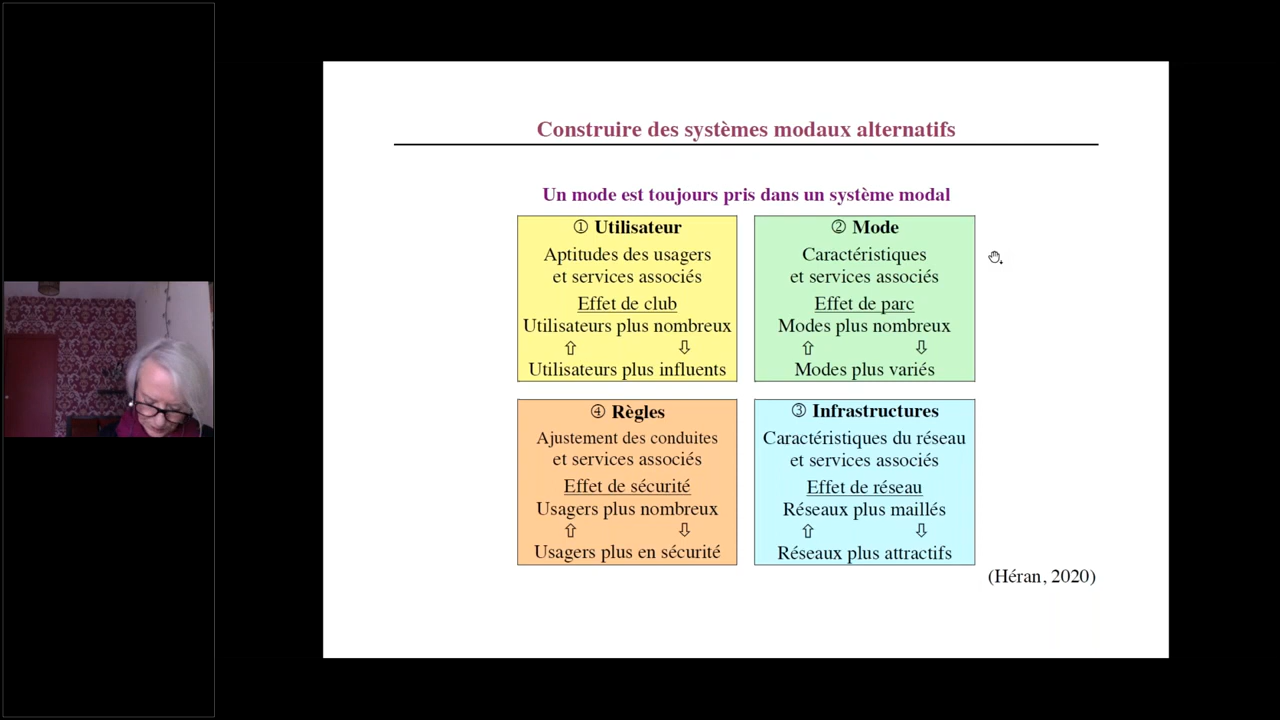 Construire des systèmes modaux alternatifs
Un mode est toujours pris dans un système modal
① Utilisateur
Aptitudes des usagers
et services associés
Effet de club
Utilisateurs plus nombreux
⇧ ⇩
Utilisateurs plus influents
② Mode
Caractéristiques
et services associés
Effet de parc
Modes plus nombreux
⇧ ⇩
Modes plus variés
④ Règles
Ajustement des conduites
et services associés
Effet de sécurité
Usagers plus nombreux
⇧ ⇩
Usagers plus en sécurité
③ Infrastructures
Caractéristiques du réseau
et services associés
Effet de réseau
Réseaux plus maillés
⇧ ⇩
Réseaux plus attractifs
(Héran, 2020)